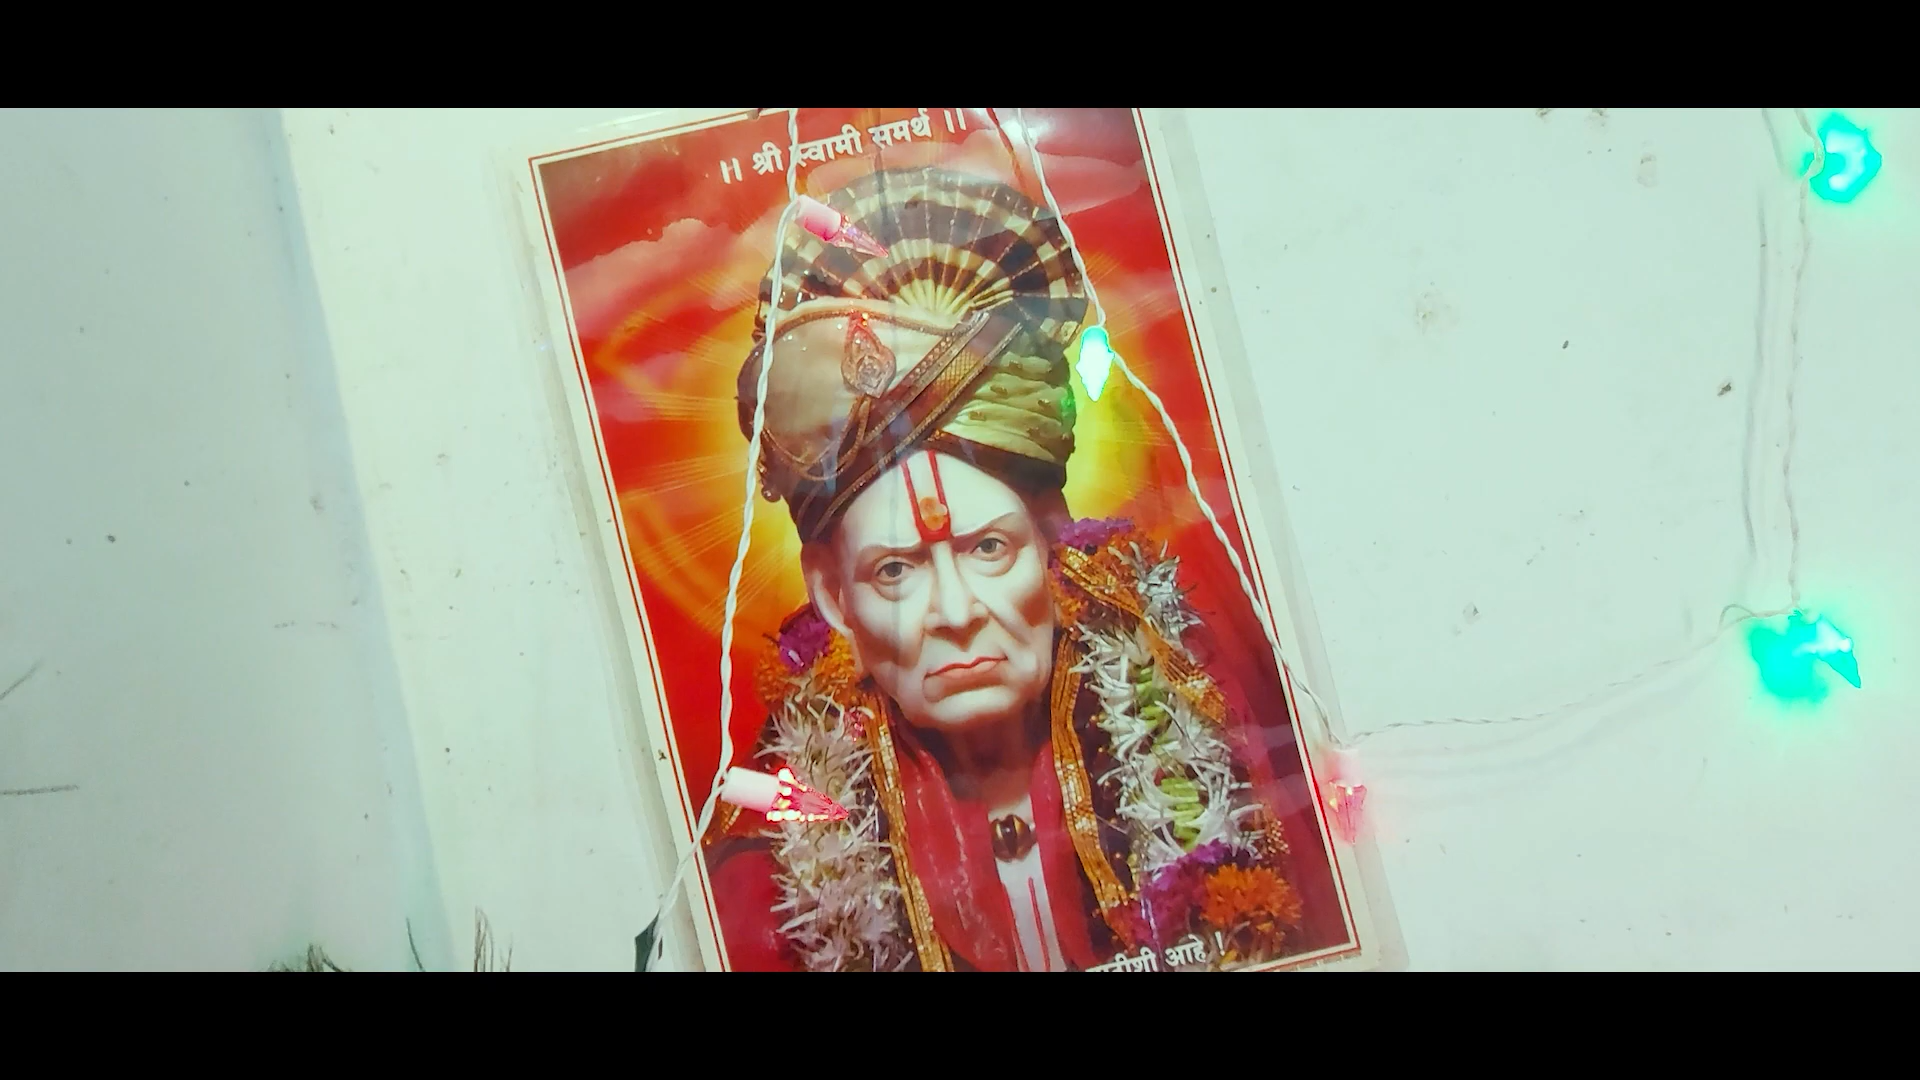 ।। श्री स्वामी समर्थ ।।
आहे !